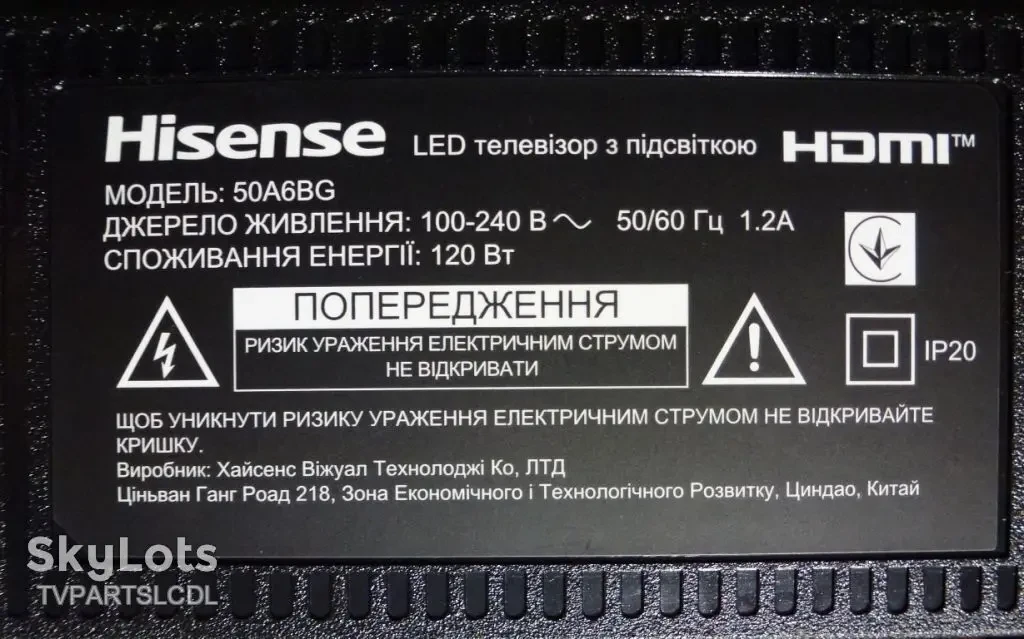 Hisense LED телевізор з підсвіткою HDMI™
МОДЕЛЬ: 50A6BG
ДЖЕРЕЛО ЖИВЛЕННЯ: 100-240 В ~ 50/60 Гц 1.2А
СПОЖИВАННЯ ЕНЕРГІЇ: 120 Вт
ПОПЕРЕДЖЕННЯ
РИЗИК УРАЖЕННЯ ЕЛЕКТРИЧНИМ СТРУМОМ
НЕ ВІДКРИВАТИ
IP20
ЩОБ УНИКНУТИ РИЗИКУ УРАЖЕННЯ ЕЛЕКТРИЧНИМ СТРУМОМ НЕ ВІДКРИВАЙТЕ
КРИШКУ.
Виробник: Хайсенс Віжуал Технолоджі Ко, ЛТД
Ціньван Ганг Роад 218, Зона Економічного і Технологічного Розвитку, Циндао, Китай
SkyLots
TVPARTSLCDL